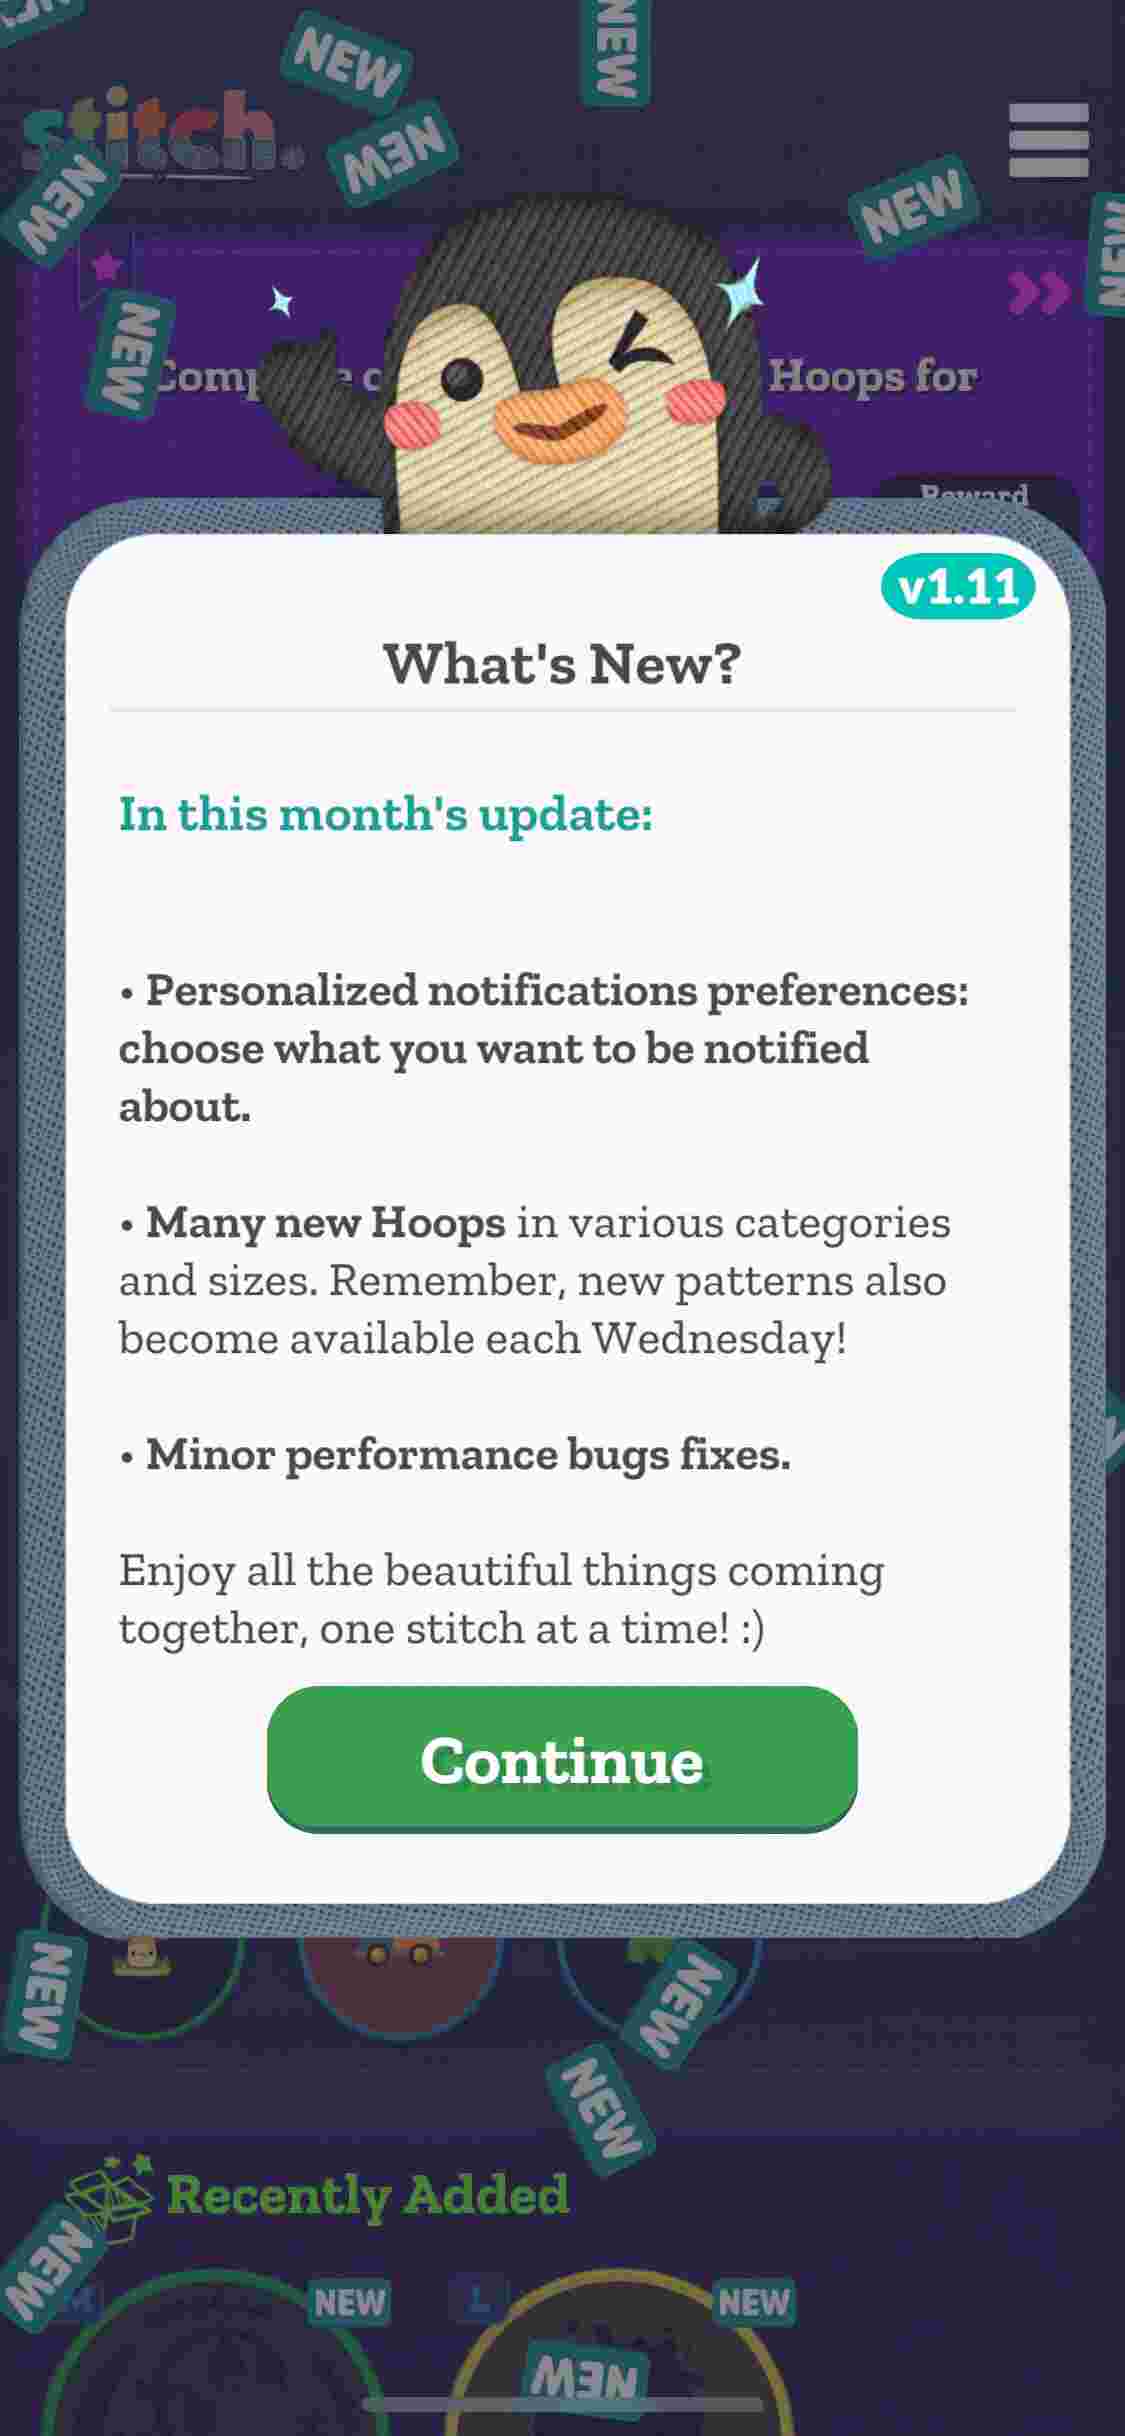 NEW
NEW
stitch.
NEW
NEW
NEW
NEW
NEW
Hoops for
Reward
v1.11
What's New?
In this month's update:
• Personalized notifications preferences:
choose what you want to be notified
about.
• Many new Hoops in various categories
and sizes. Remember, new patterns also
become available each Wednesday!
• Minor performance bugs fixes.
Enjoy all the beautiful things coming
together, one stitch at a time! :)
Continue
NEW
NEW
NEW
Recently Added
NEW
M
NEW
L
NEW
NEW